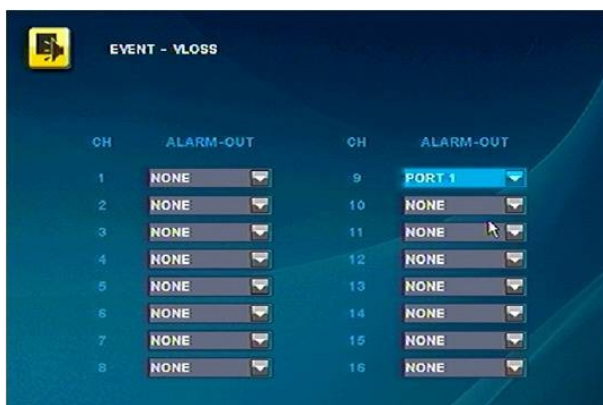 EVENT - VLOSS
CH ALARM-OUT CH ALARM-OUT
1 NONE 9 PORT 1
2 NONE 10 NONE
3 NONE 11 NONE
4 NONE 12 NONE
5 NONE 13 NONE
6 NONE 14 NONE
7 NONE 15 NONE
8 NONE 16 NONE